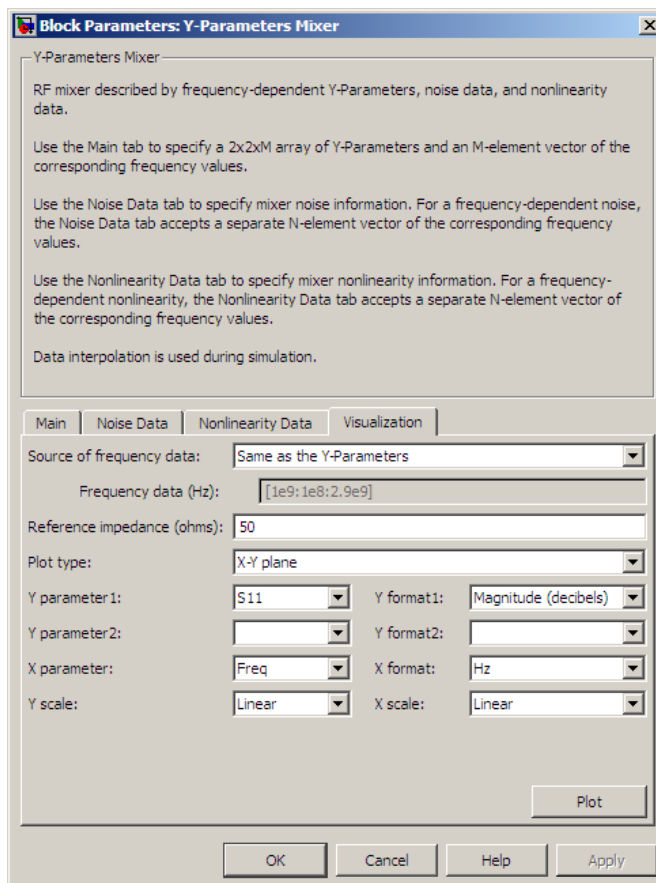 Block Parameters: Y-Parameters Mixer
Y-Parameters Mixer
RF mixer described by frequency-dependent Y-Parameters, noise data, and nonlinearity
data.
Use the Main tab to specify a 2x2xM array of Y-Parameters and an M-element vector of the
corresponding frequency values.
Use the Noise Data tab to specify mixer noise information. For a frequency-dependent noise,
the Noise Data tab accepts a separate N-element vector of the corresponding frequency
values.
Use the Nonlinearity Data tab to specify mixer nonlinearity information. For a frequency-
dependent nonlinearity, the Nonlinearity Data tab accepts a separate N-element vector of
the corresponding frequency values.
Data interpolation is used during simulation.
Main Noise Data Nonlinearity Data Visualization
Source of frequency data: Same as the Y-Parameters
Frequency data (Hz): [1e9:1e8:2.9e9]
Reference impedance (ohms): 50
Plot type: X-Y plane
Y parameter1: S11 Y format1: Magnitude (decibels)
Y parameter2: Y format2:
X parameter: Freq X format: Hz
Y scale: Linear X scale: Linear
Plot
OK Cancel Help Apply